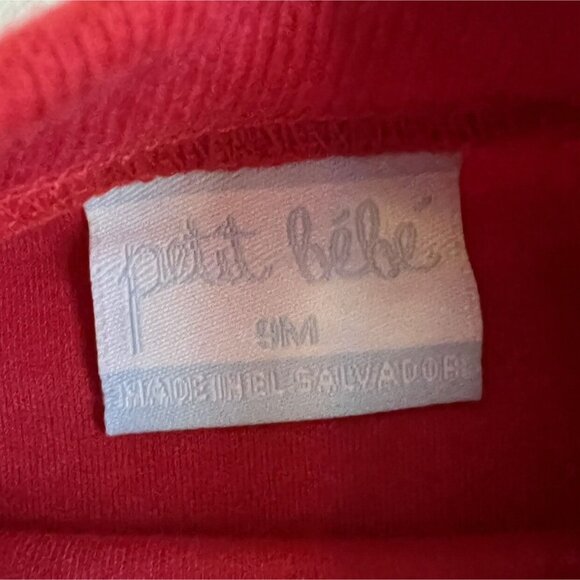 petit bébé
9M
MADE IN EL SALVADOR